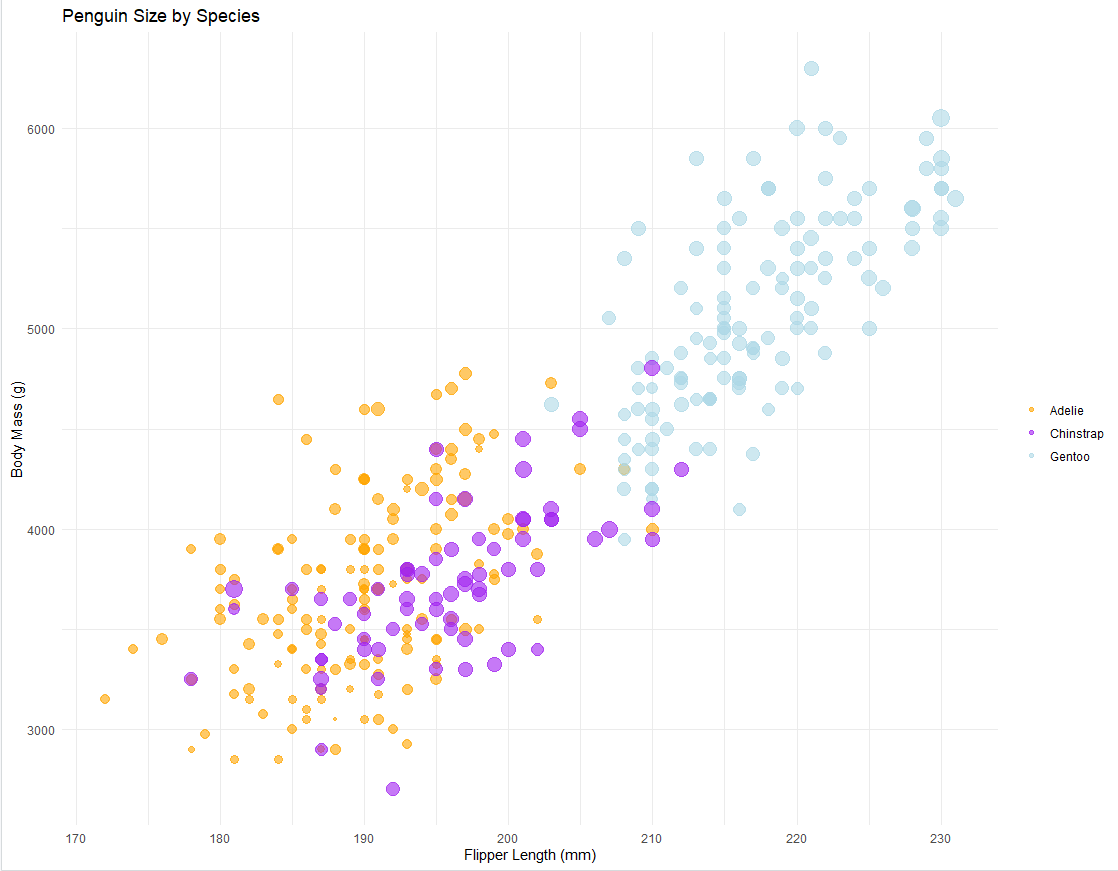 Penguin Size by Species
Body Mass (g)
6000
5000
4000
3000
170 180 190 200 210 220 230
Flipper Length (mm)
Adelie
Chinstrap
Gentoo